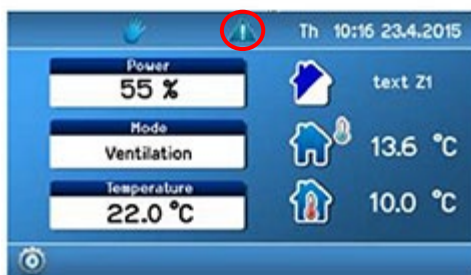 Th 10:16 23.4.2015
Power
55 %
text Z1
Mode
Ventilation
13.6 °C
Temperature
22.0 °C
10.0 °C